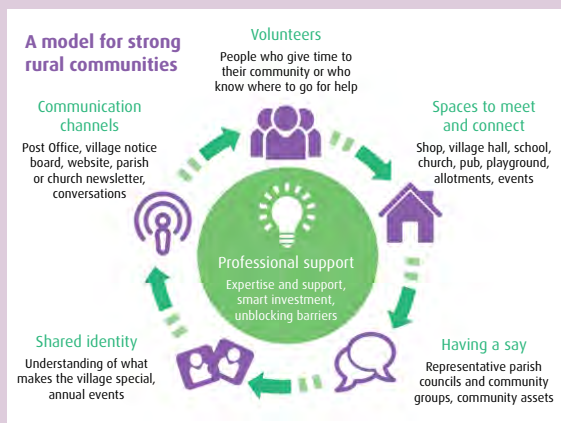 A model for strong
rural communities
Volunteers
People who give time to
their community or who
know where to go for help
Spaces to meet
and connect
Shop, village hall, school,
church, pub, playground,
allotments, events
Having a say
Representative parish
councils and community
groups, community assets
Shared identity
Understanding of what
makes the village special,
annual events
Communication
channels
Post Office, village notice
board, website, parish
or church newsletter,
conversations
Professional support
Expertise and support,
smart investment,
unblocking barriers